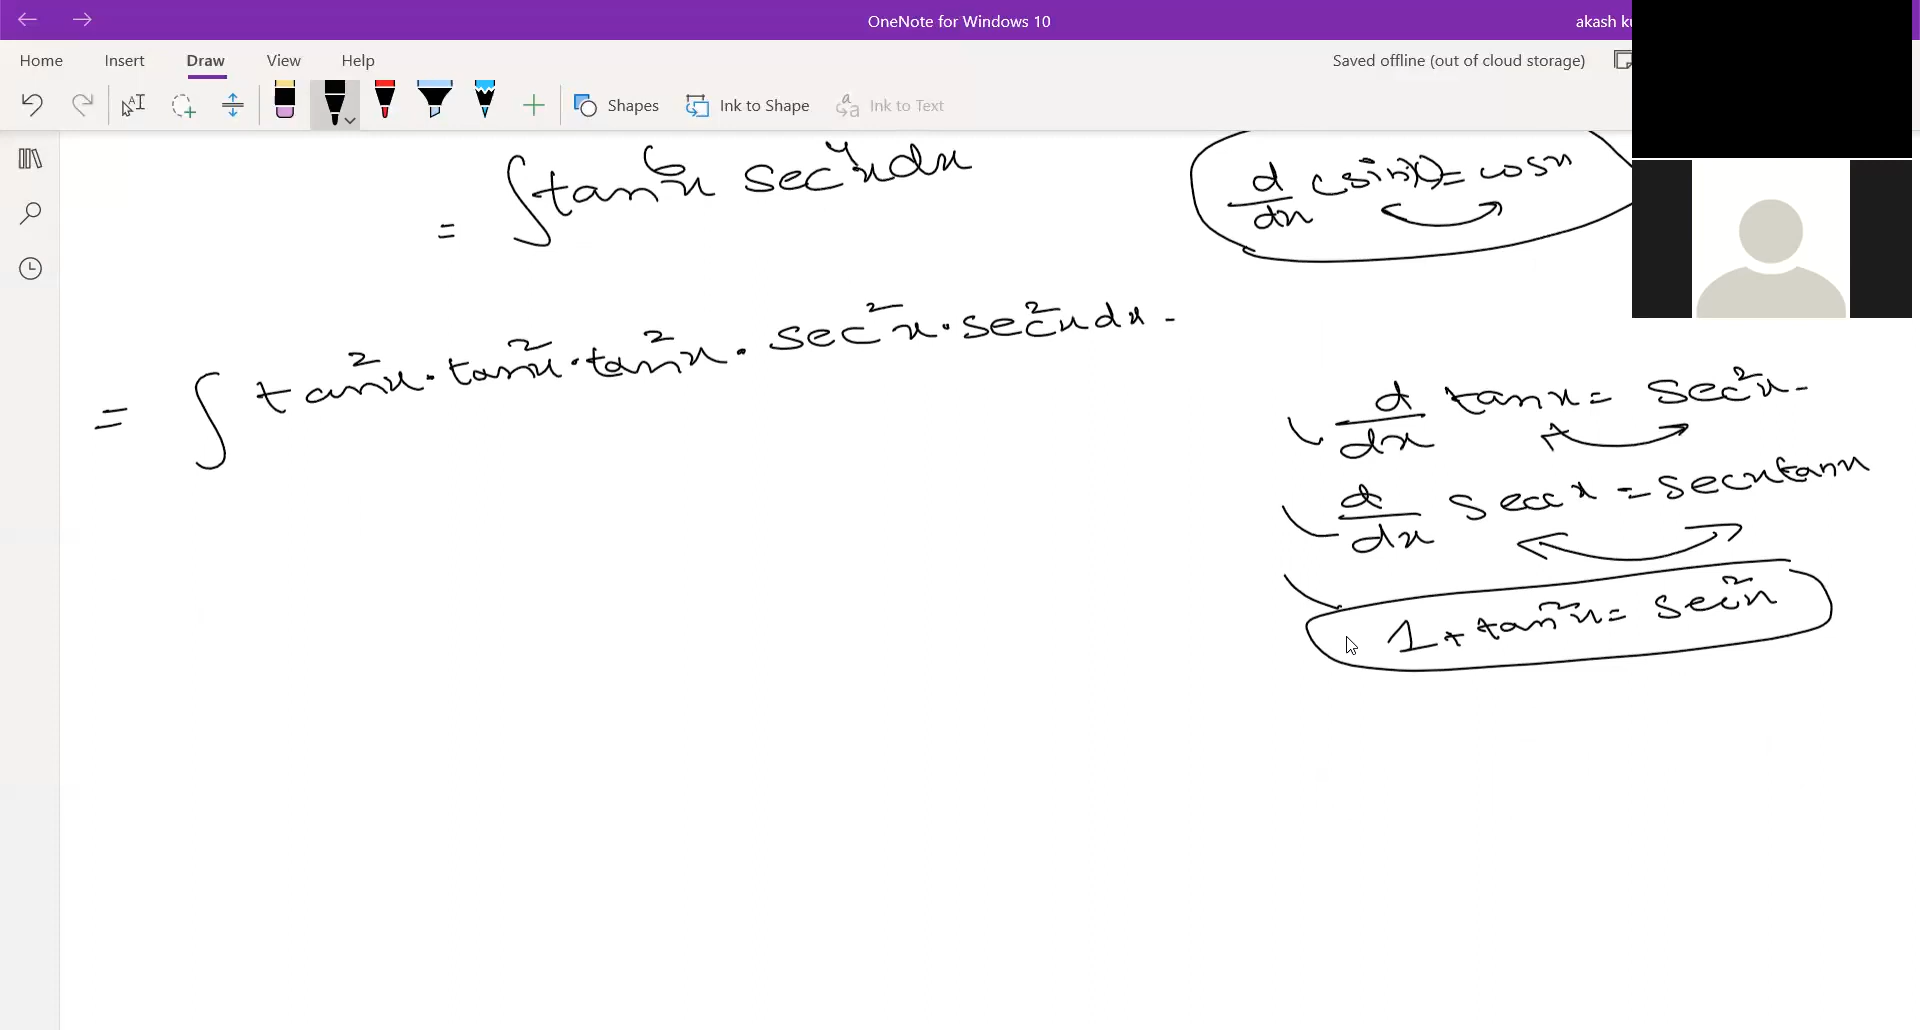 OneNote for Windows 10
akash ku
Home Insert Draw View Help
Saved offline (out of cloud storage)
Shapes Ink to Shape Ink to Text
= ∫tan⁶x sec⁴x dx
d/dx (sinx) = cosx
= ∫ tan²x · tan²x · tan²x · sec²x · sec²x dx -
d/dx tanx = sec²x -
d/dx secx = secxtanx
1 + tan²x = sec²x